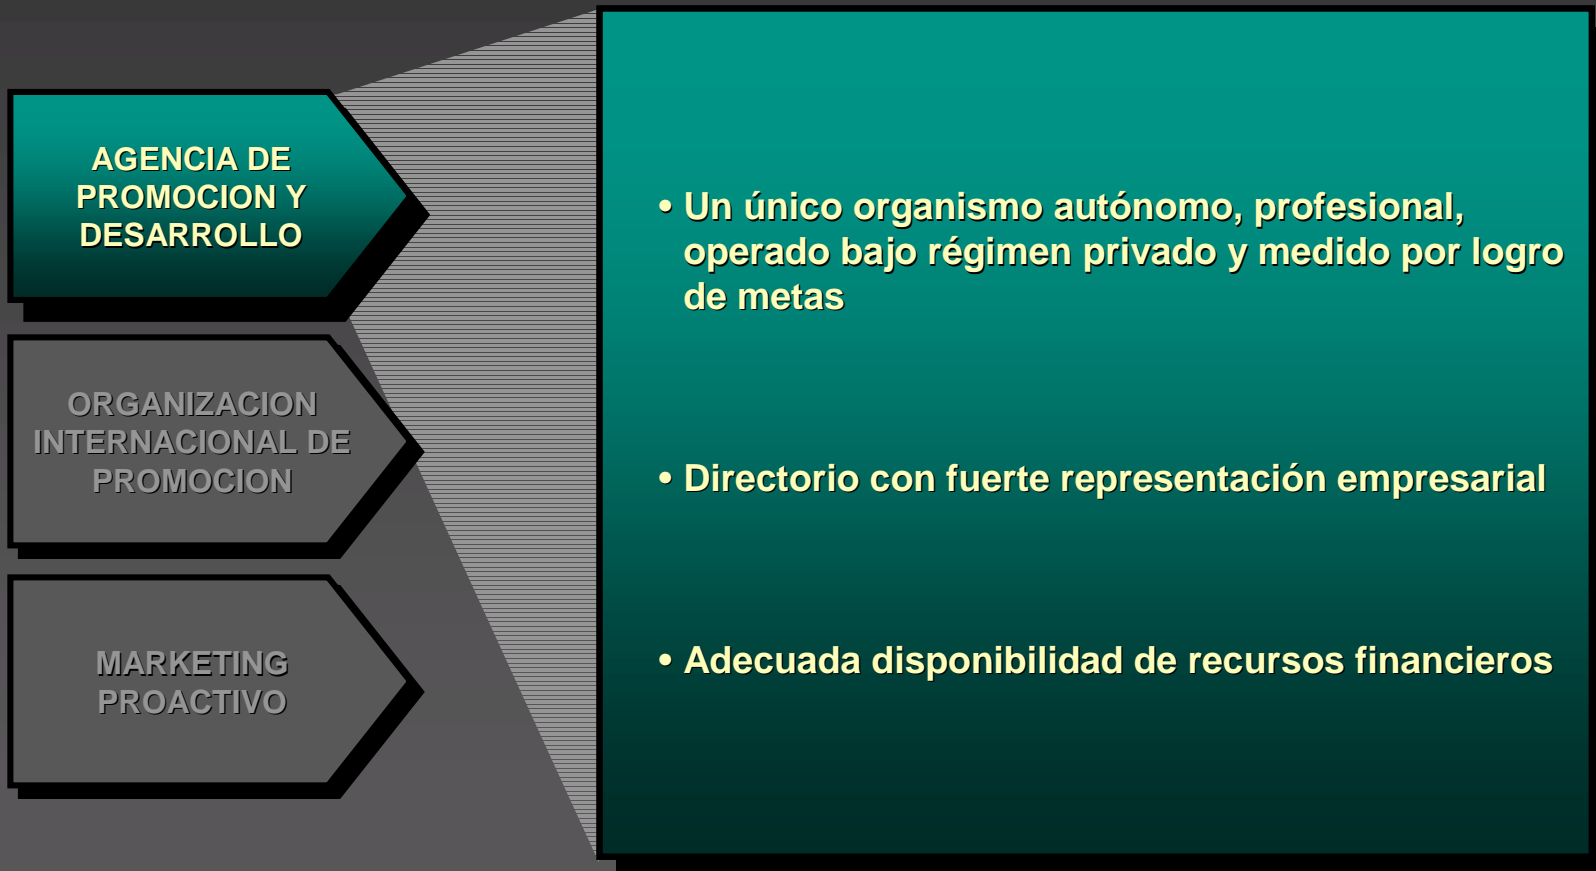 AGENCIA DE
PROMOCION Y
DESARROLLO
ORGANIZACION
INTERNACIONAL DE
PROMOCION
MARKETING
PROACTIVO
• Un único organismo autónomo, profesional,
operado bajo régimen privado y medido por logro
de metas
• Directorio con fuerte representación empresarial
• Adecuada disponibilidad de recursos financieros